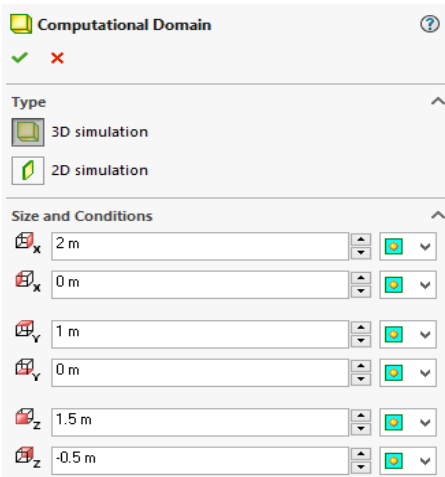 Computational Domain
Type
3D simulation
2D simulation
Size and Conditions
X 2 m
X 0 m
Y 1 m
Y 0 m
Z 1.5 m
Z -0.5 m